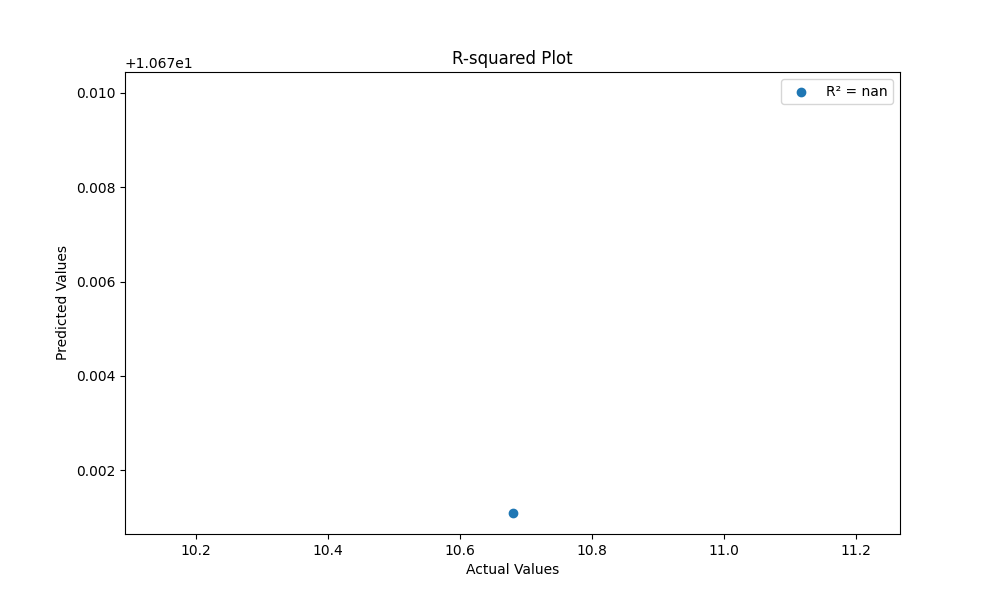 R-squared Plot
+1.067e1
R² = nan
0.010
0.008
0.006
0.004
0.002
Predicted Values
10.2 10.4 10.6 10.8 11.0 11.2
Actual Values